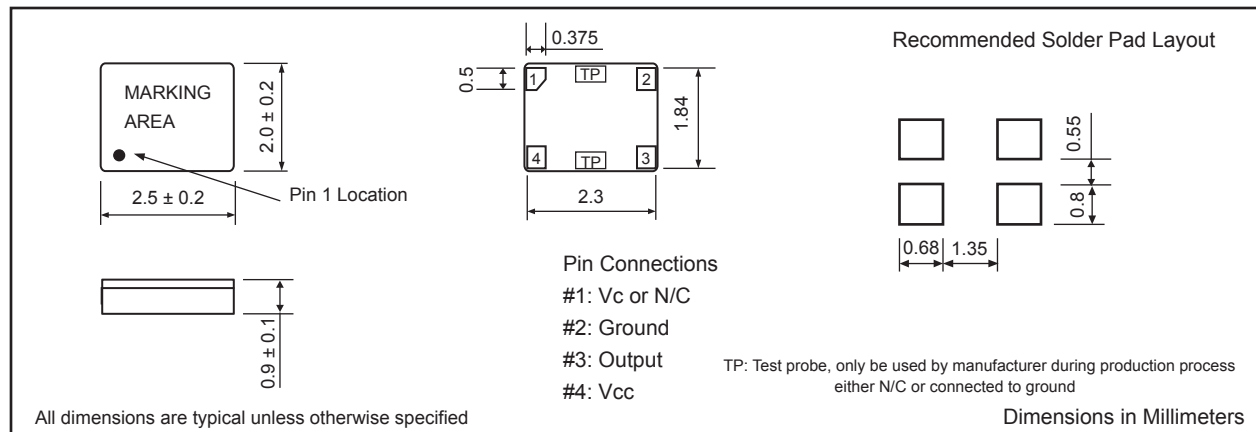 MARKING
AREA
2.0 ± 0.2
2.5 ± 0.2
Pin 1 Location
0.9 ± 0.1
All dimensions are typical unless otherwise specified
0.375
0.5
1
TP
2
4
TP
3
1.84
2.3
Pin Connections
#1: Vc or N/C
#2: Ground
#3: Output
#4: Vcc
Recommended Solder Pad Layout
0.55
0.8
0.68
1.35
TP: Test probe, only be used by manufacturer during production process
either N/C or connected to ground
Dimensions in Millimeters